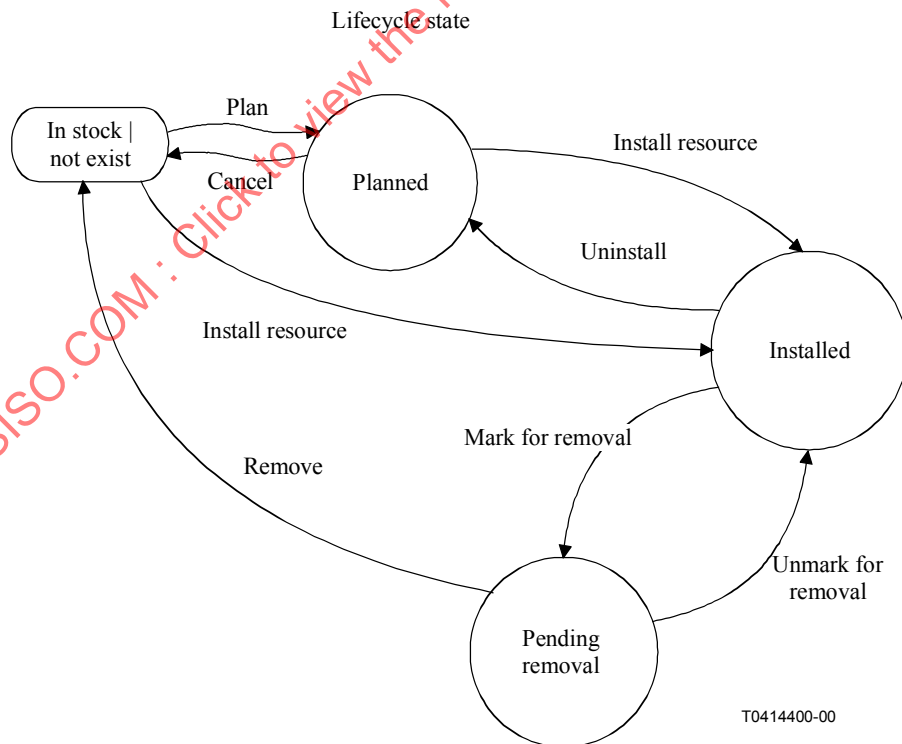 Lifecycle state
Plan
In stock |
not exist
Install resource
Cancel
Planned
Uninstall
Install resource
Installed
Mark for removal
Remove
Unmark for
removal
Pending
removal
T0414400-00
SISO.COM : Click to view the